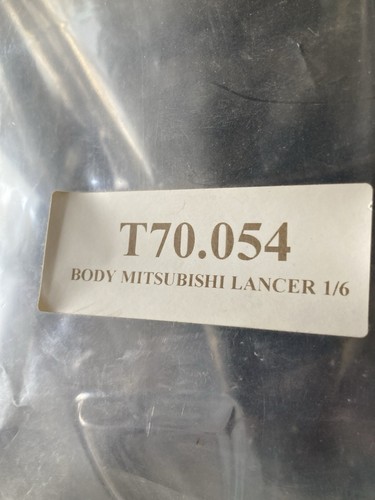 T70.054
BODY MITSUBISHI LANCER 1/6